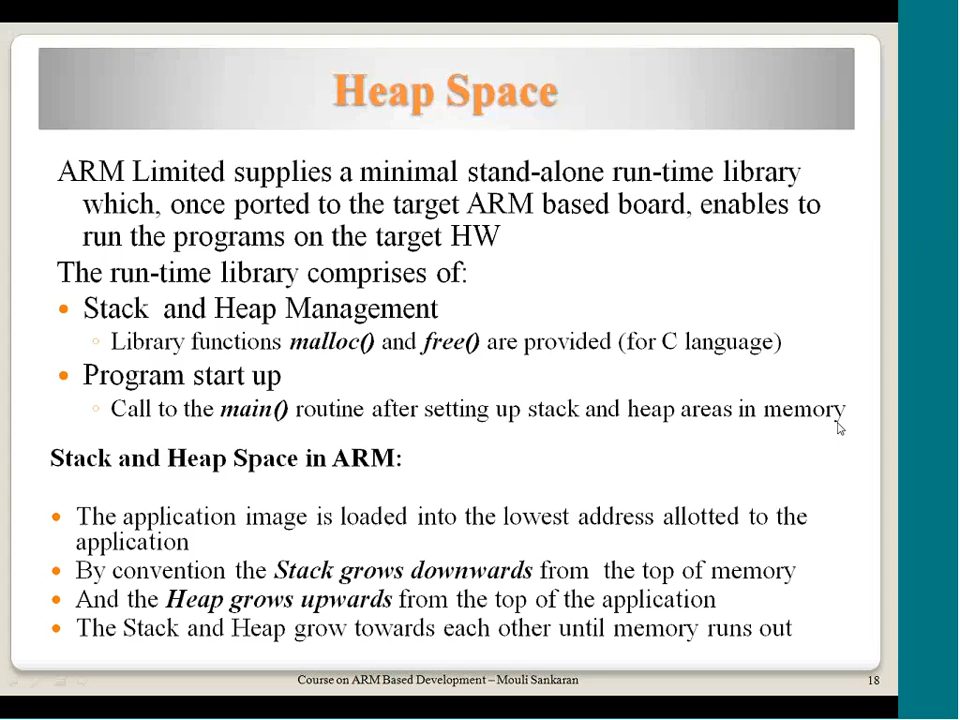 Heap Space
ARM Limited supplies a minimal stand-alone run-time library
which, once ported to the target ARM based board, enables to
run the programs on the target HW
The run-time library comprises of:
• Stack and Heap Management
◦ Library functions malloc() and free() are provided (for C language)
• Program start up
◦ Call to the main() routine after setting up stack and heap areas in memory
Stack and Heap Space in ARM:
• The application image is loaded into the lowest address allotted to the
application
• By convention the Stack grows downwards from the top of memory
• And the Heap grows upwards from the top of the application
• The Stack and Heap grow towards each other until memory runs out
Course on ARM Based Development – Mouli Sankaran
18